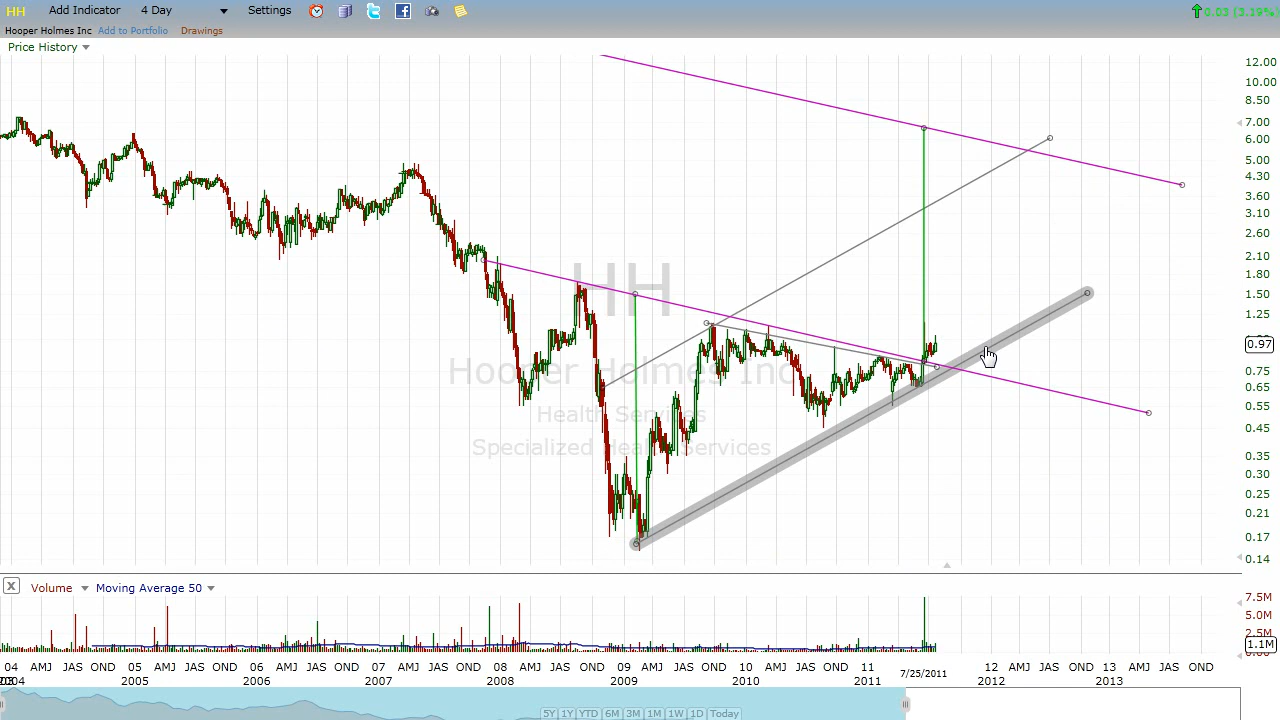 HH Add Indicator 4 Day Settings 0.03 (3.19%)
Hooper Holmes Inc Add to Portfolio Drawings
Price History
12.00
10.00
8.50
7.00
6.00
5.00
4.30
3.60
3.10
2.60
2.10
1.80
1.50
1.25
0.97
0.75
0.65
0.55
0.45
0.35
0.30
0.25
0.21
0.17
0.14
HH
Hooper Holmes Inc
Health Services
Specialized Health Services
X Volume Moving Average 50
7.5M
5.0M
2.5M
1.1M
04 AMJ JAS OND 05 AMJ JAS OND 06 AMJ JAS OND 07 AMJ JAS OND 08 AMJ JAS OND 09 AMJ JAS OND 10 AMJ JAS OND 11 12 AMJ JAS OND 13 AMJ JAS OND
2004 2005 2006 2007 2008 2009 2010 2011 7/25/2011 2012 2013
5Y 1Y YTD 6M 3M 1M 1W 1D Today